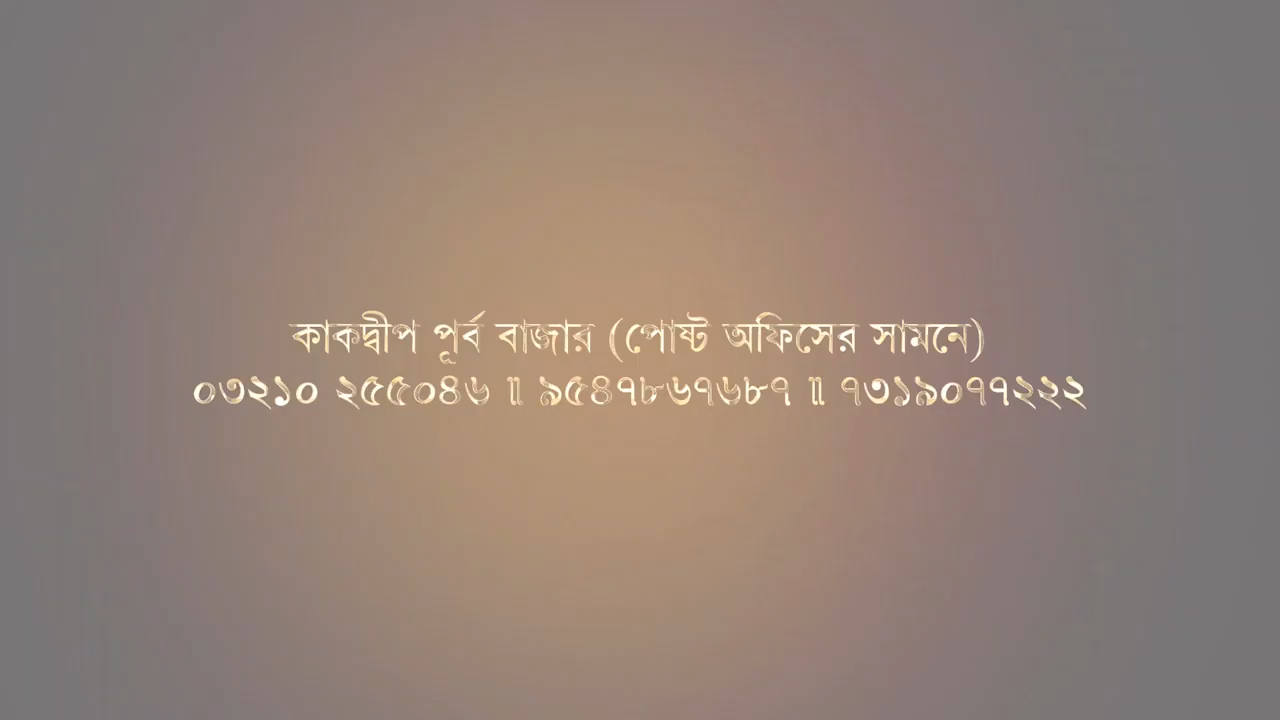 কাকদ্বীপ পূর্ব বাজার (পোষ্ট অফিসের সামনে)
০৩২১০ ২৫৫০৪৬ ॥ ৯৫৪৭৮৬৭৬৮৭ ॥ ৭৩১৯০৭৭২২২